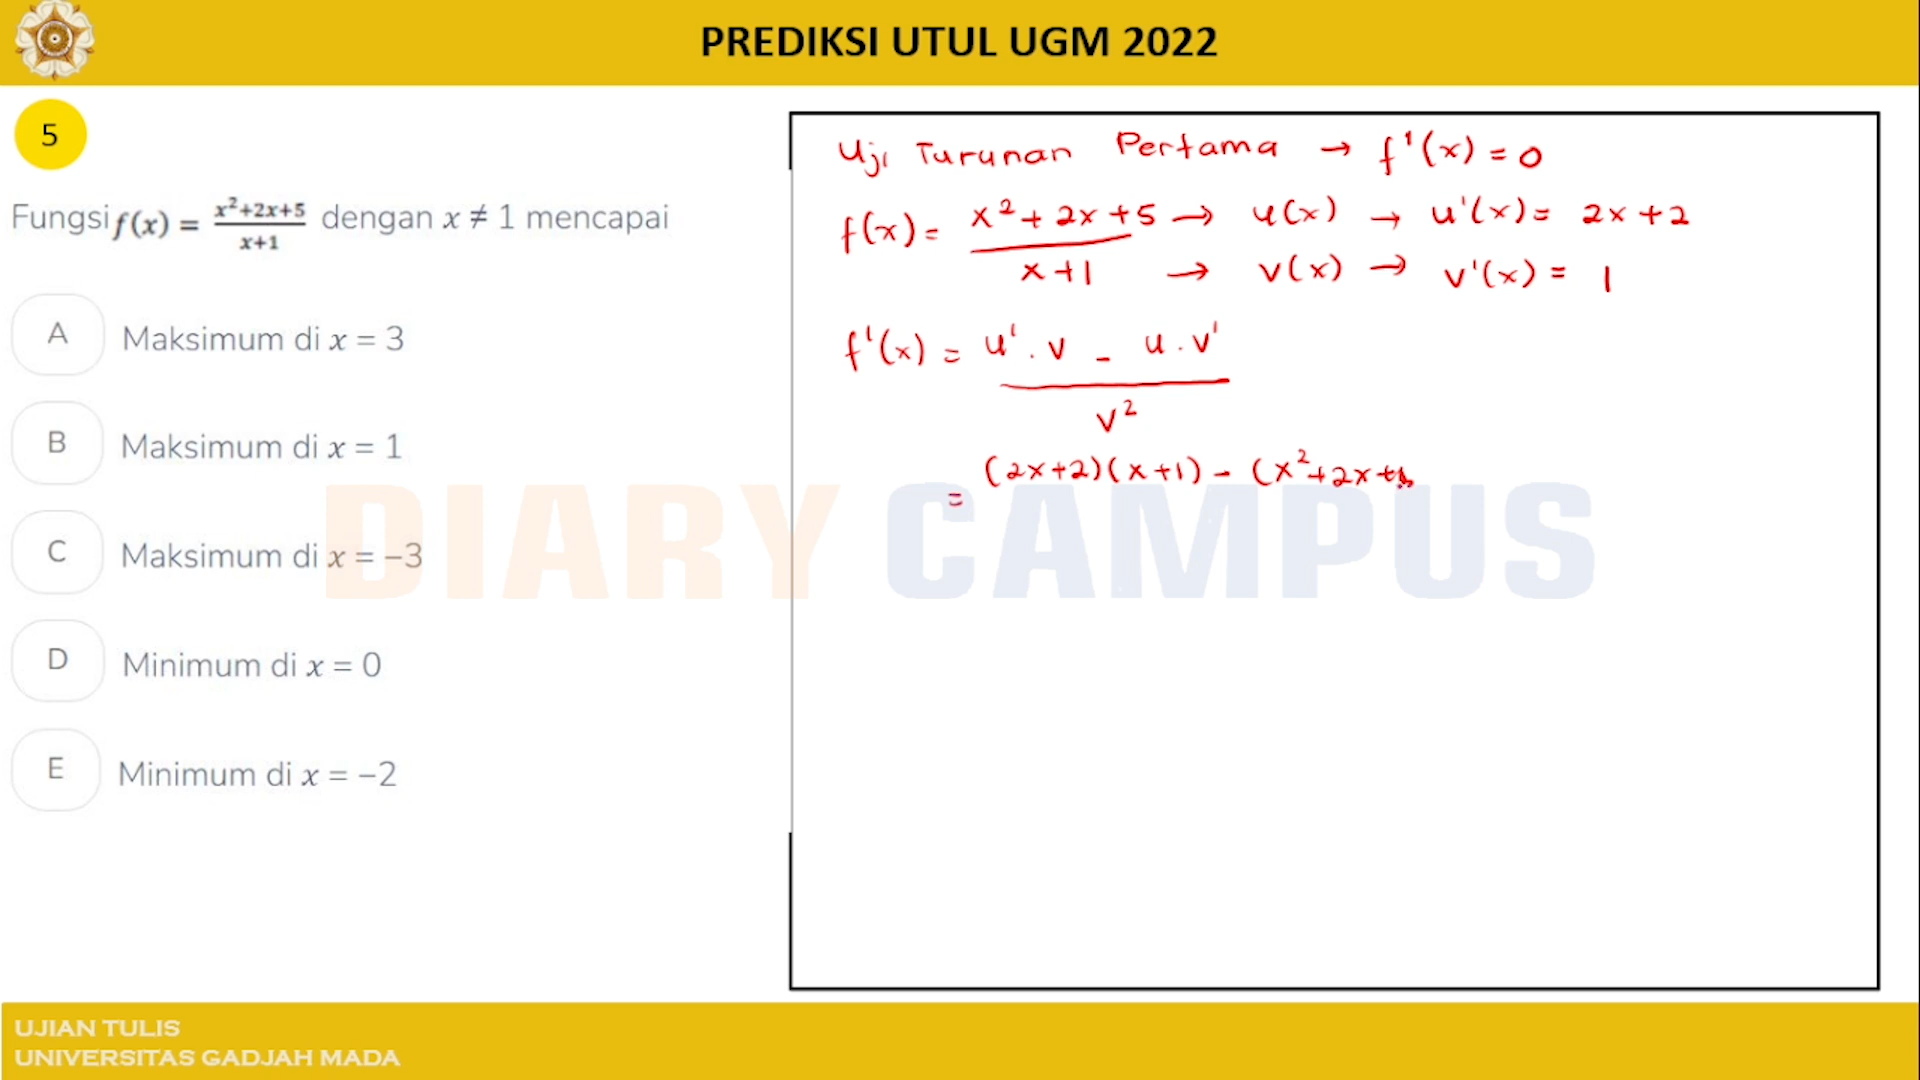 PREDIKSI UTUL UGM 2022
5
Fungsi f(x) = x²+2x+5 / x+1 dengan x ≠ 1 mencapai
A Maksimum di x = 3
B Maksimum di x = 1
C Maksimum di x = −3
D Minimum di x = 0
E Minimum di x = −2
Uji Turunan Pertama → f'(x) = 0
f(x) = x² + 2x + 5 → u(x) → u'(x) = 2x + 2
x + 1 → v(x) → v'(x) = 1
f'(x) = u' . v - u . v'
v²
= (2x+2)(x+1) - (x²+2x+
DIARY CAMPUS
UJIAN TULIS
UNIVERSITAS GADJAH MADA